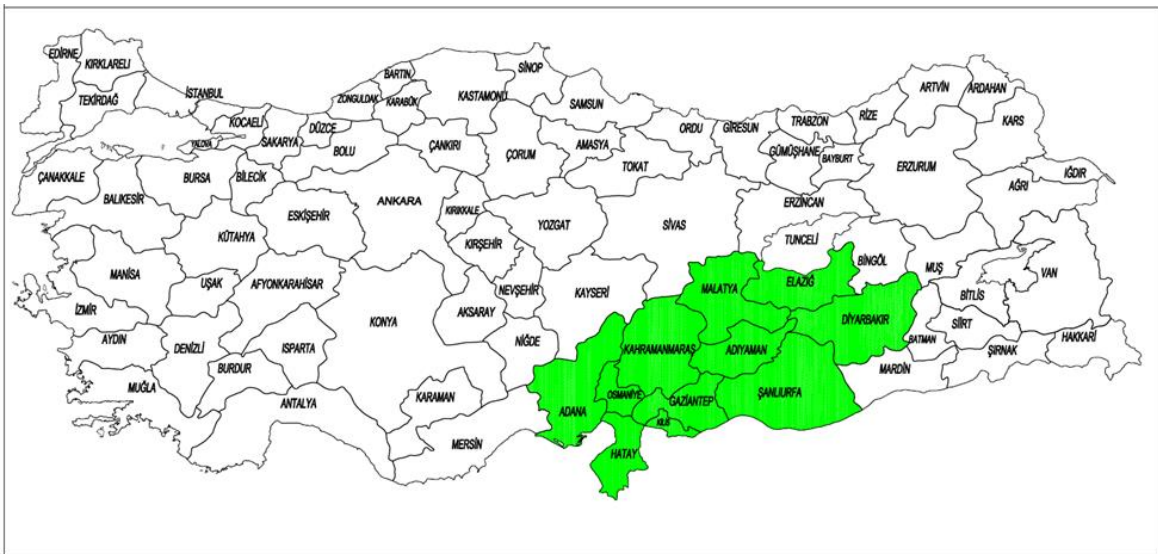 EDİRNE
KIRKLARELİ
TEKİRDAĞ
İSTANBUL
KOCAELİ
YALOVA
SAKARYA
DÜZCE
ZONGULDAK
BARTIN
KARABÜK
KASTAMONU
SİNOP
SAMSUN
ORDU
GİRESUN
TRABZON
RİZE
ARTVİN
ARDAHAN
KARS
ÇANAKKALE
BALIKESİR
BURSA
BİLECİK
BOLU
ÇANKIRI
ÇORUM
AMASYA
TOKAT
GÜMÜŞHANE
BAYBURT
ERZURUM
AĞRI
IĞDIR
ESKİŞEHİR
ANKARA
KIRIKKALE
YOZGAT
SİVAS
ERZİNCAN
KÜTAHYA
KIRŞEHİR
TUNCELİ
BİNGÖL
MUŞ
VAN
MANİSA
UŞAK
AFYONKARAHİSAR
NEVŞEHİR
KAYSERİ
MALATYA
ELAZIĞ
BİTLİS
İZMİR
KONYA
AKSARAY
DİYARBAKIR
SİİRT
AYDIN
DENİZLİ
ISPARTA
NİĞDE
KAHRAMANMARAS
ADIYAMAN
BATMAN
ŞIRNAK
HAKKARİ
BURDUR
MARDİN
MUĞLA
ANTALYA
KARAMAN
ADANA
OSMANİYE
GAZİANTEP
ŞANLIURFA
MERSİN
KİLİS
HATAY